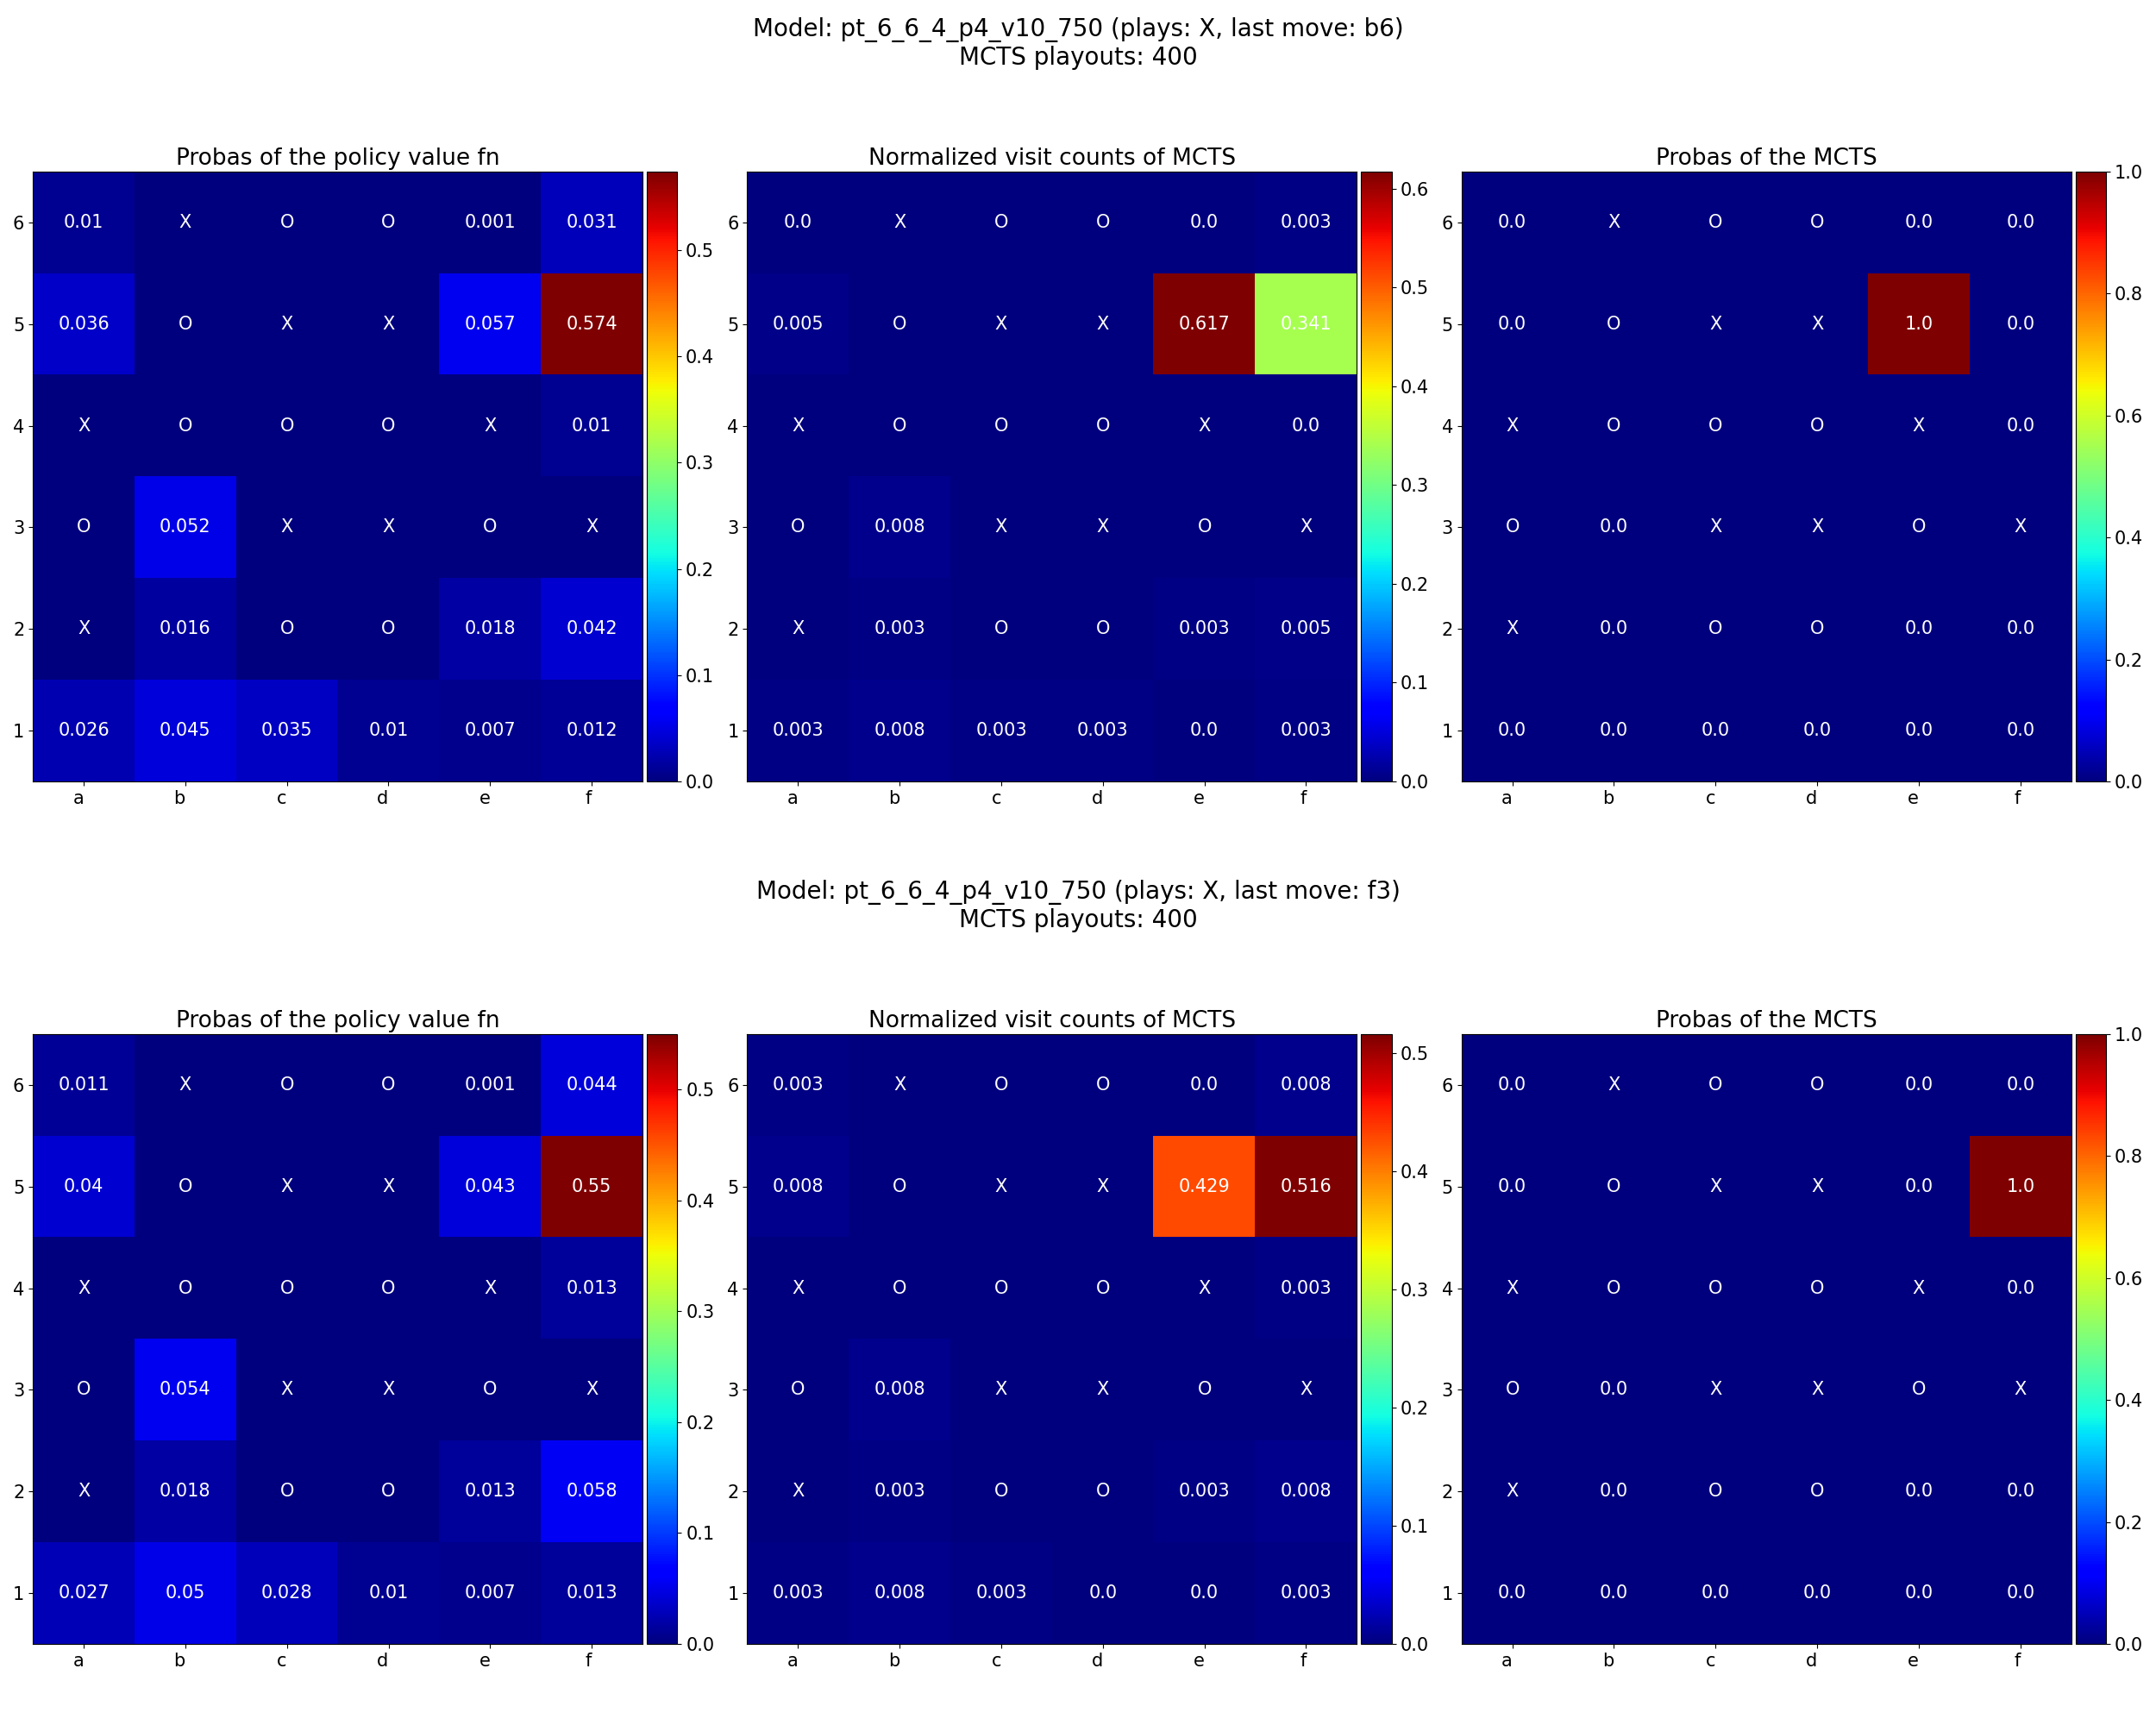 Model: pt_6_6_4_p4_v10_750 (plays: X, last move: b6)
MCTS playouts: 400
Probas of the policy value fn
6 0.01 X O O 0.001 0.031
5 0.036 O X X 0.057 0.574
4 X O O O X 0.01
3 O 0.052 X X O X
2 X 0.016 O O 0.018 0.042
1 0.026 0.045 0.035 0.01 0.007 0.012
a b c d e f
0.5
0.4
0.3
0.2
0.1
0.0
Normalized visit counts of MCTS
6 0.0 X O O 0.0 0.003
5 0.005 O X X 0.617 0.341
4 X O O O X 0.0
3 O 0.008 X X O X
2 X 0.003 O O 0.003 0.005
1 0.003 0.008 0.003 0.003 0.0 0.003
a b c d e f
0.6
0.5
0.4
0.3
0.2
0.1
0.0
Probas of the MCTS
6 0.0 X O O 0.0 0.0
5 0.0 O X X 1.0 0.0
4 X O O O X 0.0
3 O 0.0 X X O X
2 X 0.0 O O 0.0 0.0
1 0.0 0.0 0.0 0.0 0.0 0.0
a b c d e f
1.0
0.8
0.6
0.4
0.2
0.0
Model: pt_6_6_4_p4_v10_750 (plays: X, last move: f3)
MCTS playouts: 400
Probas of the policy value fn
6 0.011 X O O 0.001 0.044
5 0.04 O X X 0.043 0.55
4 X O O O X 0.013
3 O 0.054 X X O X
2 X 0.018 O O 0.013 0.058
1 0.027 0.05 0.028 0.01 0.007 0.013
a b c d e f
0.5
0.4
0.3
0.2
0.1
0.0
Normalized visit counts of MCTS
6 0.003 X O O 0.0 0.008
5 0.008 O X X 0.429 0.516
4 X O O O X 0.003
3 O 0.008 X X O X
2 X 0.003 O O 0.003 0.008
1 0.003 0.008 0.003 0.0 0.0 0.003
a b c d e f
0.5
0.4
0.3
0.2
0.1
0.0
Probas of the MCTS
6 0.0 X O O 0.0 0.0
5 0.0 O X X 0.0 1.0
4 X O O O X 0.0
3 O 0.0 X X O X
2 X 0.0 O O 0.0 0.0
1 0.0 0.0 0.0 0.0 0.0 0.0
a b c d e f
1.0
0.8
0.6
0.4
0.2
0.0